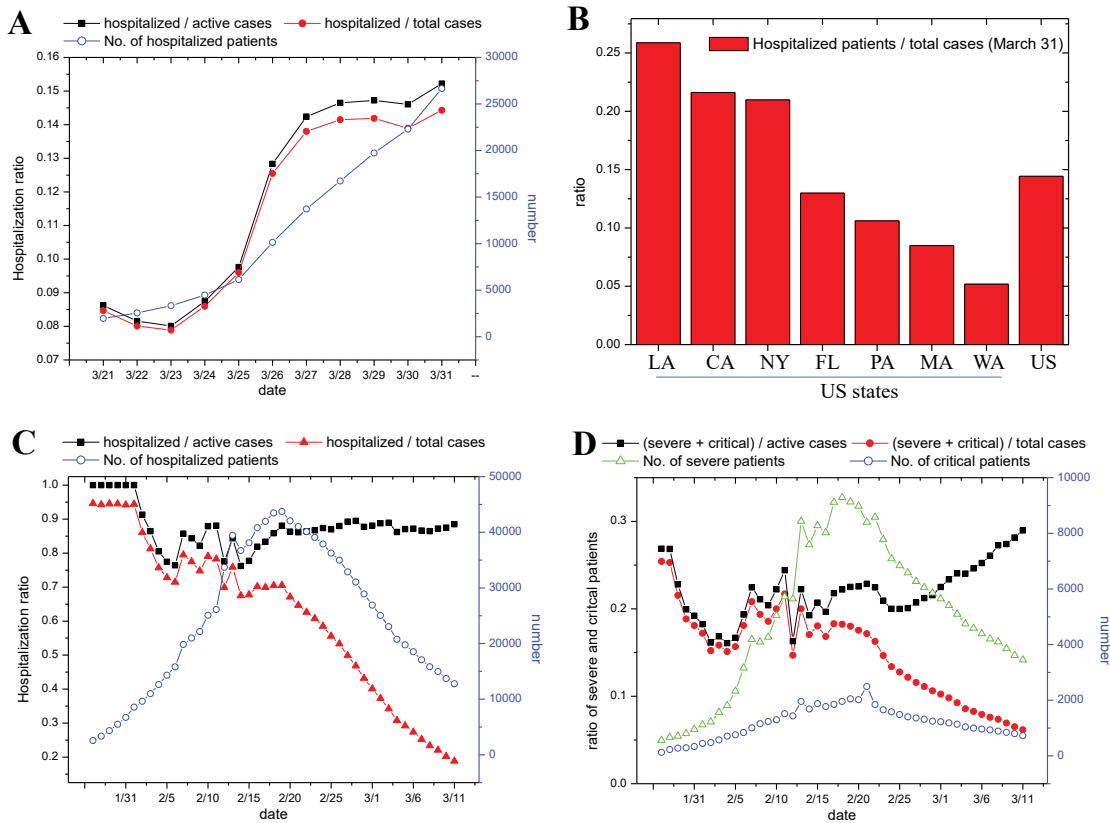 A
hospitalized / active cases
hospitalized / total cases
No. of hospitalized patients
0.16
0.15
0.14
0.13
0.12
0.11
0.10
0.09
0.08
0.07
Hospitalization ratio
30000
25000
20000
15000
10000
5000
0
number
3/21 3/22 3/23 3/24 3/25 3/26 3/27 3/28 3/29 3/30 3/31 --
date
B
Hospitalized patients / total cases (March 31)
0.25
0.20
0.15
0.10
0.05
0.00
ratio
LA CA NY FL PA MA WA US
US states
C
hospitalized / active cases
hospitalized / total cases
No. of hospitalized patients
1.0
0.9
0.8
0.7
0.6
0.5
0.4
0.3
0.2
Hospitalization ratio
50000
40000
30000
20000
10000
0
number
1/31 2/5 2/10 2/15 2/20 2/25 3/1 3/6 3/11
date
D
(severe + critical) / active cases
(severe + critical) / total cases
No. of severe patients
No. of critical patients
0.3
0.2
0.1
0.0
ratio of severe and critcal patients
10000
8000
6000
4000
2000
0
number
1/31 2/5 2/10 2/15 2/20 2/25 3/1 3/6 3/11
date